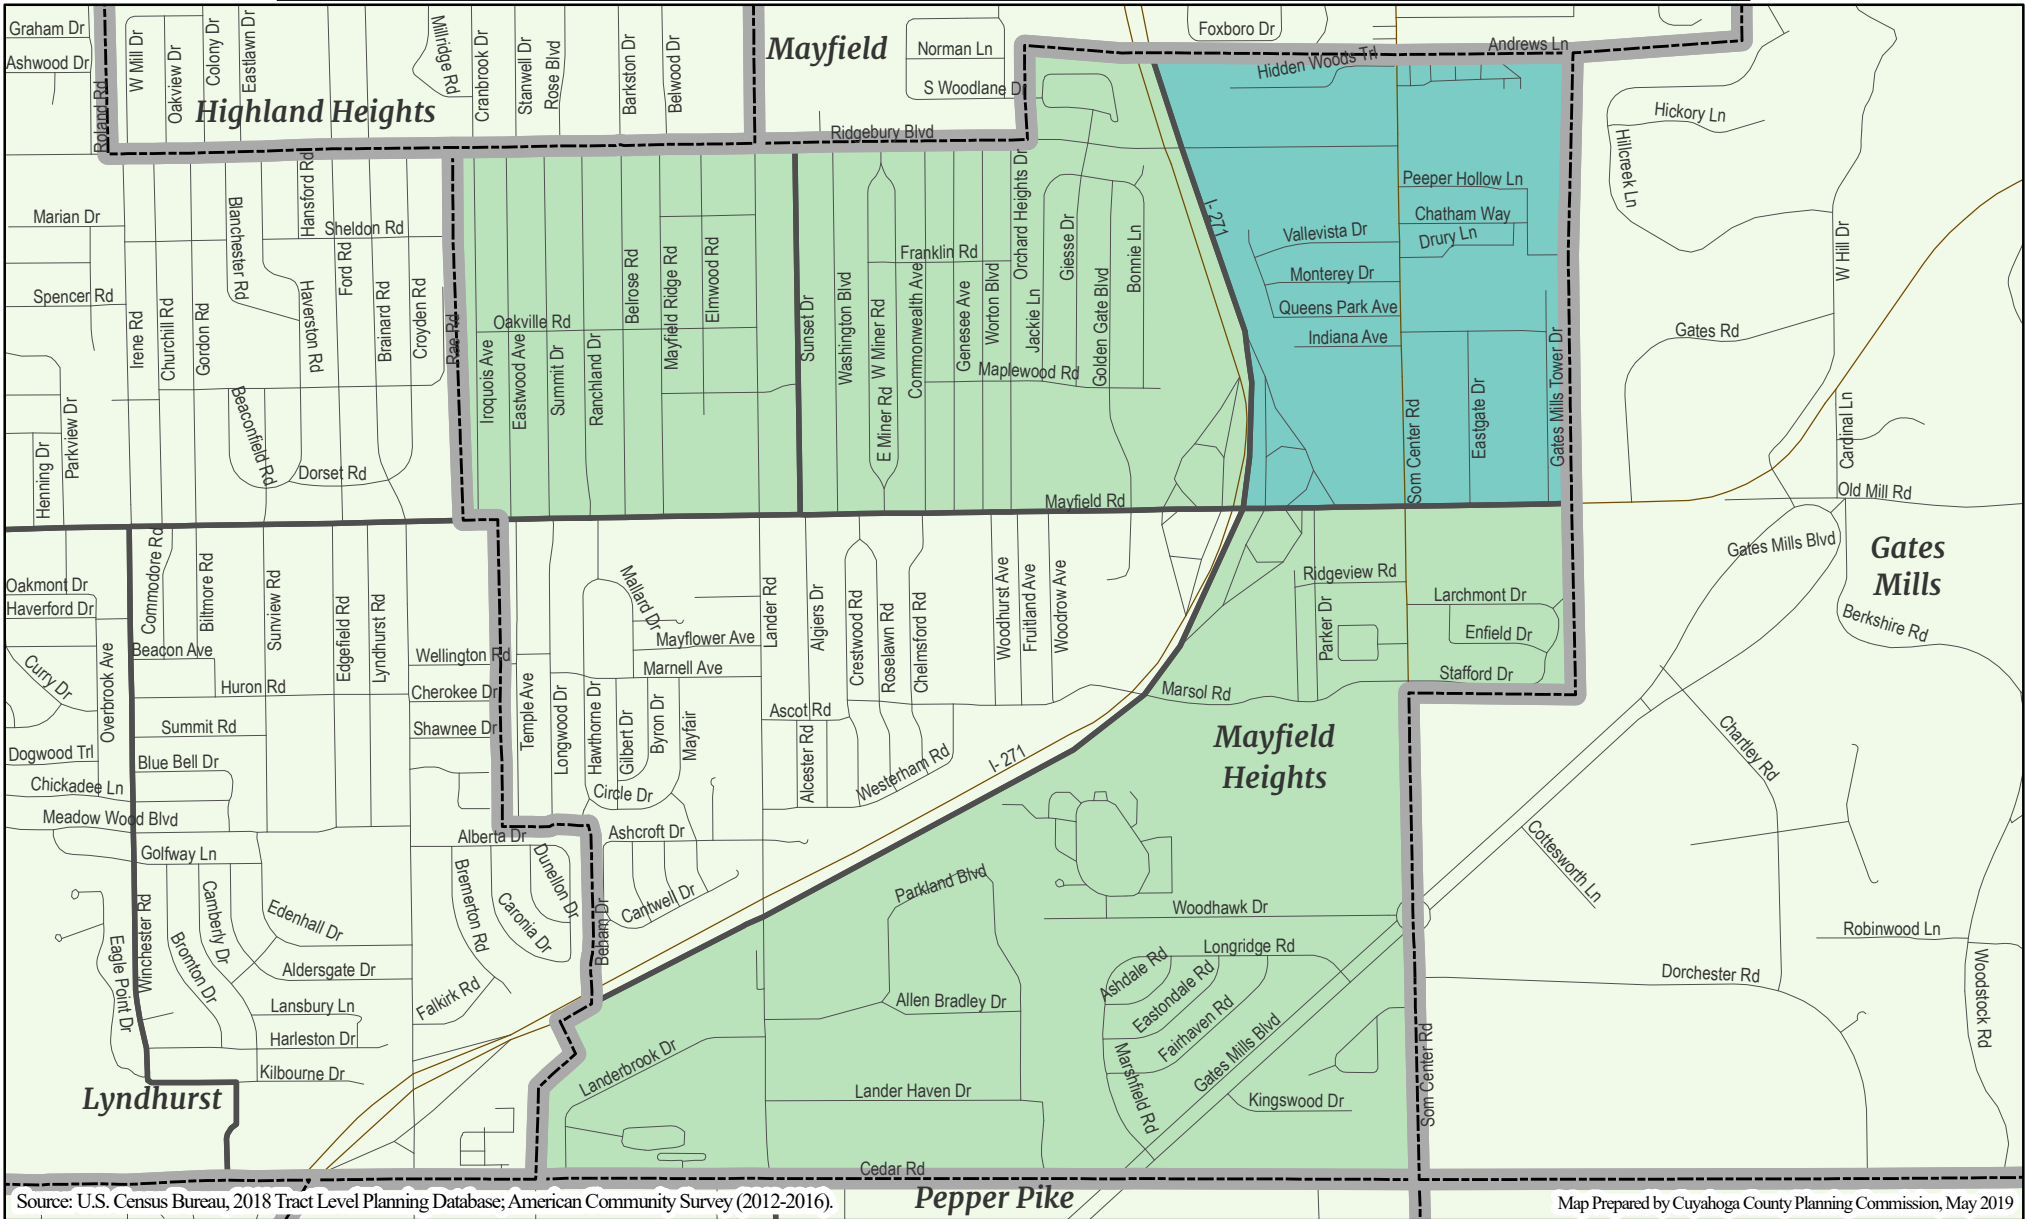 Graham Dr
Ashwood Dr
Roland Rd
W Mill Dr
Oakview Dr
Colony Dr
Eastlawn Dr
Highland Heights
Millridge Rd
Cranbrook Dr
Stanwell Dr
Rose Blvd
Barkston Dr
Belwood Dr
Mayfield
Norman Ln
S Woodlane Dr
Ridgebury Blvd
Foxboro Dr
Hidden Woods Trl
Andrews Ln
Hickory Ln
Hillcreek Ln
W Hill Dr
Gates Rd
Cardinal Ln
Old Mill Rd
Marian Dr
Spencer Rd
Henning Dr
Parkview Dr
Irene Rd
Churchill Rd
Gordon Rd
Blanchester Rd
Hansford Rd
Sheldon Rd
Haverston Rd
Ford Rd
Brainard Rd
Croyden Rd
Rae Rd
Beaconfield Rd
Dorset Rd
Iroquois Ave
Eastwood Ave
Oakville Rd
Summit Dr
Ranchland Dr
Belrose Rd
Mayfield Ridge Rd
Elmwood Rd
Sunset Dr
Washington Blvd
W Miner Rd
E Miner Rd
Commonwealth Ave
Franklin Rd
Genesee Ave
Worton Blvd
Orchard Heights Dr
Jackie Ln
Giesse Dr
Golden Gate Blvd
Bonnie Ln
Maplewood Rd
Mayfield Rd
I- 271
Peeper Hollow Ln
Chatham Way
Drury Ln
Vallevista Dr
Monterey Dr
Queens Park Ave
Indiana Ave
Som Center Rd
Eastgate Dr
Gates Mills Tower Dr
Gates Mills Blvd
Gates
Mills
Berkshire Rd
Oakmont Dr
Haverford Dr
Curry Dr
Overbrook Ave
Dogwood Trl
Chickadee Ln
Meadow Wood Blvd
Commodore Rd
Biltmore Rd
Beacon Ave
Sunview Rd
Edgefield Rd
Lyndhurst Rd
Huron Rd
Summit Rd
Blue Bell Dr
Golfway Ln
Wellington Rd
Cherokee Dr
Shawnee Dr
Temple Ave
Longwood Dr
Hawthorne Dr
Gilbert Dr
Byron Dr
Mayfair
Mallard Dr
Mayflower Ave
Marnell Ave
Circle Dr
Ashcroft Dr
Cantwell Dr
Lander Rd
Algiers Dr
Crestwood Rd
Roselawn Rd
Chelmsford Rd
Ascot Rd
Alcester Rd
Westerham Rd
Woodhurst Ave
Fruitland Ave
Woodrow Ave
I- 271
Marsol Rd
Ridgeview Rd
Parker Dr
Larchmont Dr
Enfield Dr
Stafford Dr
Mayfield
Heights
Chartley Rd
Cottesworth Ln
Robinwood Ln
Dorchester Rd
Woodstock Rd
Alberta Dr
Bremerton Rd
Caronia Dr
Dunellon Dr
Beham Dr
Falkirk Rd
Winchester Rd
Eagle Point Dr
Bromton Dr
Camberly Dr
Edenhall Dr
Aldersgate Dr
Lansbury Ln
Harleston Dr
Kilbourne Dr
Lyndhurst
Parkland Blvd
Allen Bradley Dr
Landerbrook Dr
Lander Haven Dr
Woodhawk Dr
Longridge Rd
Ashdale Rd
Eastondale Rd
Fairhaven Rd
Marshfield Rd
Gates Mills Blvd
Kingswood Dr
Som Center Rd
Cedar Rd
Pepper Pike
Source: U.S. Census Bureau, 2018 Tract Level Planning Database; American Community Survey (2012-2016).
Map Prepared by Cuyahoga County Planning Commission, May 2019